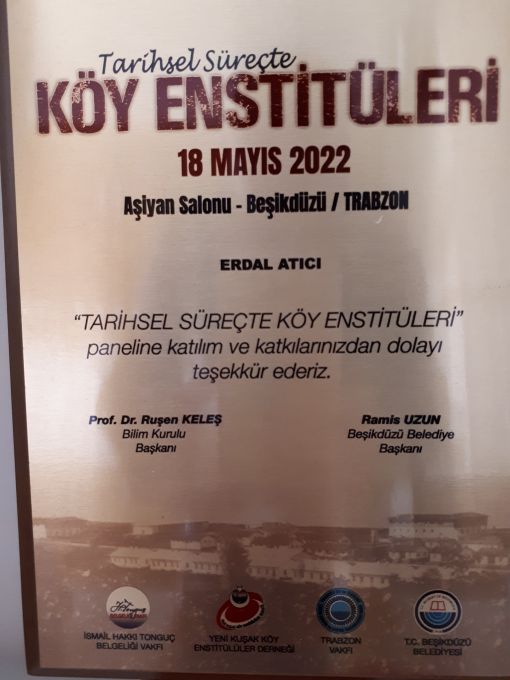 Tarihsel Süreçte
KÖY ENSTİTÜLERİ
18 MAYIS 2022
Aşiyan Salonu - Beşikdüzü / TRABZON
ERDAL ATICI
“TARİHSEL SÜREÇTE KÖY ENSTİTÜLERİ”
paneline katılım ve katkılarınızdan dolayı
teşekkür ederiz.
Prof. Dr. Ruşen KELEŞ
Bilim Kurulu
Başkanı
Ramis UZUN
Beşikdüzü Belediye
Başkanı
İSMAİL HAKKI TONGUÇ
BELGELİĞİ VAKFI
YENİ KUŞAK KÖY
ENSTİTÜLÜLER DERNEĞİ
TRABZON
VAKFI
T.C. BEŞİKDÜZÜ
BELEDİYESİ